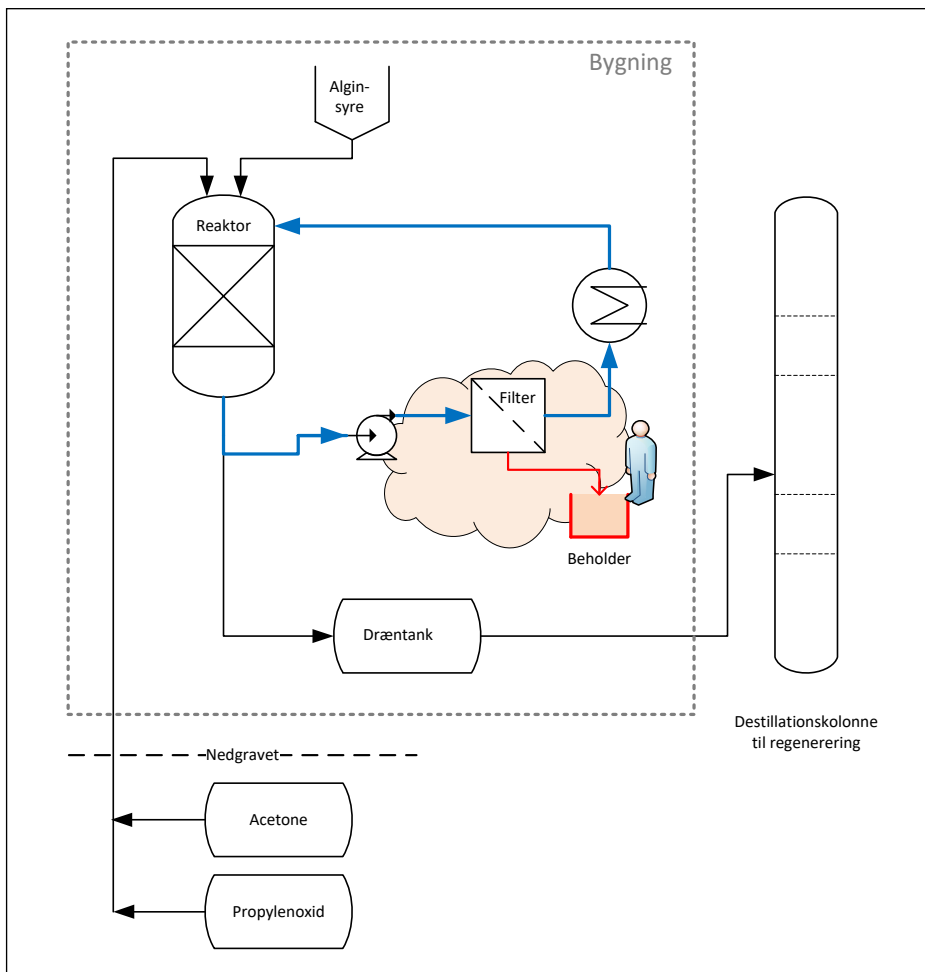 Bygning
Algin-
syre
Reaktor
Filter
Beholder
Dræntank
Destillationskolonne
til regenerering
Nedgravet
Acetone
Propylenoxid